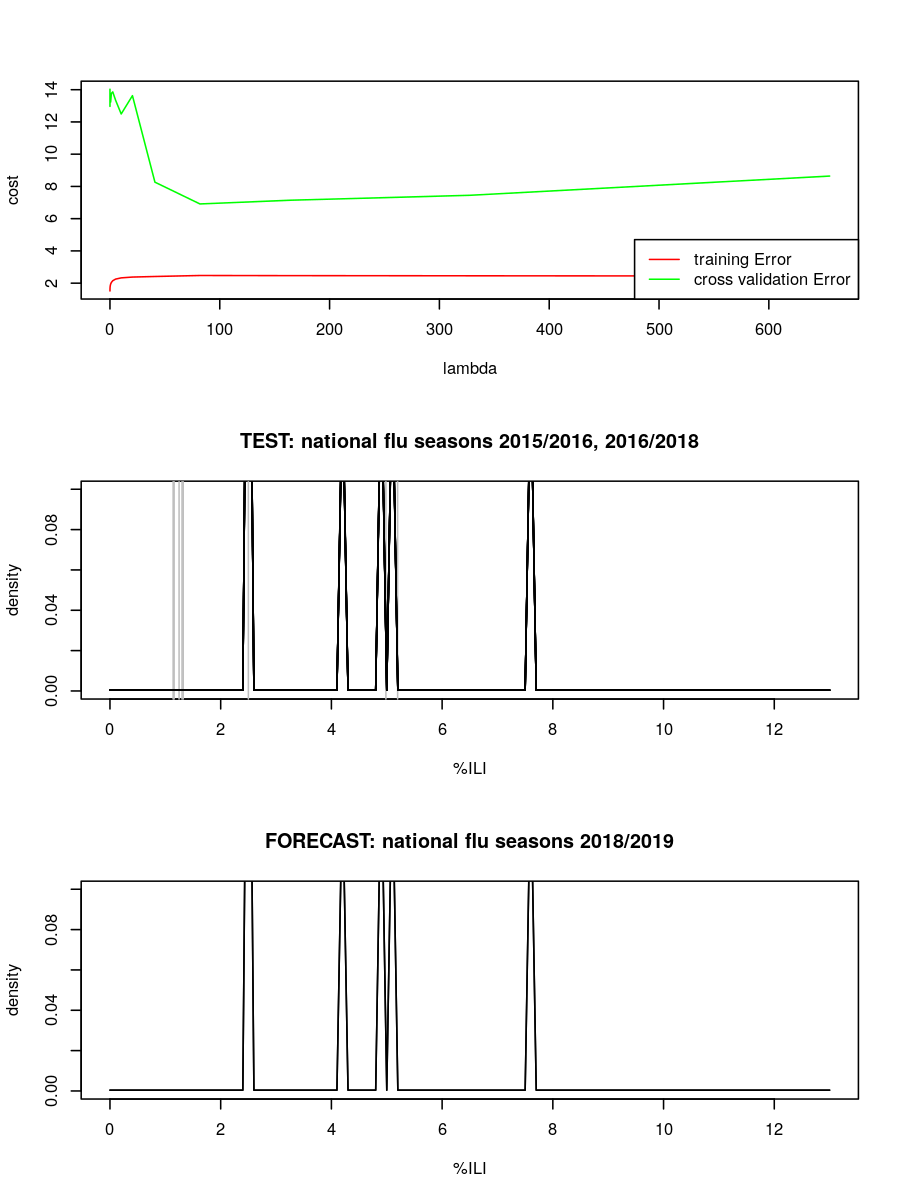 14
12
10
8
6
4
2
cost
training Error
cross validation Error
0 100 200 300 400 500 600
lambda
TEST: national flu seasons 2015/2016, 2016/2018
0.08
0.04
0.00
density
0 2 4 6 8 10 12
%ILI
FORECAST: national flu seasons 2018/2019
0.08
0.04
0.00
density
0 2 4 6 8 10 12
%ILI